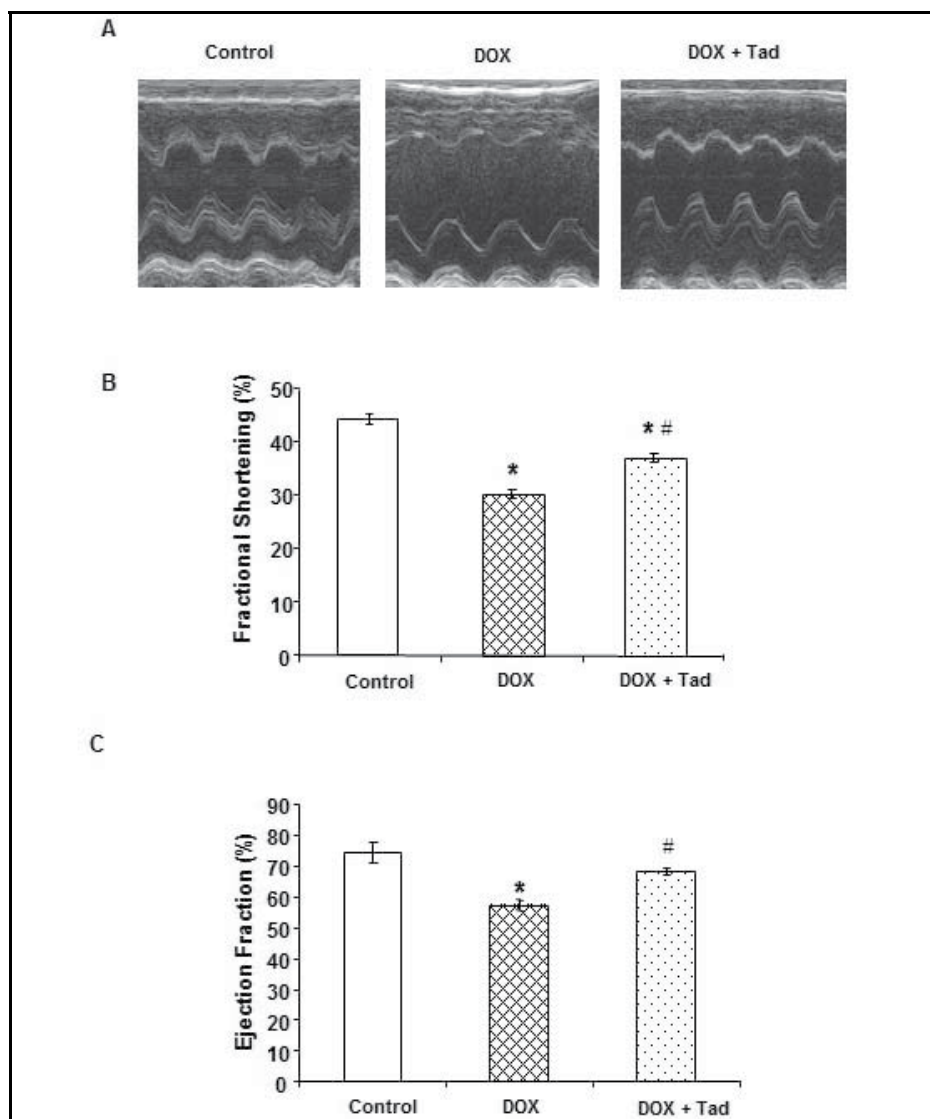 A
Control DOX DOX + Tad
B
Fractional Shortening (%)
50
40
30
20
10
0
*
* #
Control DOX DOX + Tad
C
Ejection Fraction (%)
90
80
70
60
50
40
30
20
10
0
*
#
Control DOX DOX + Tad